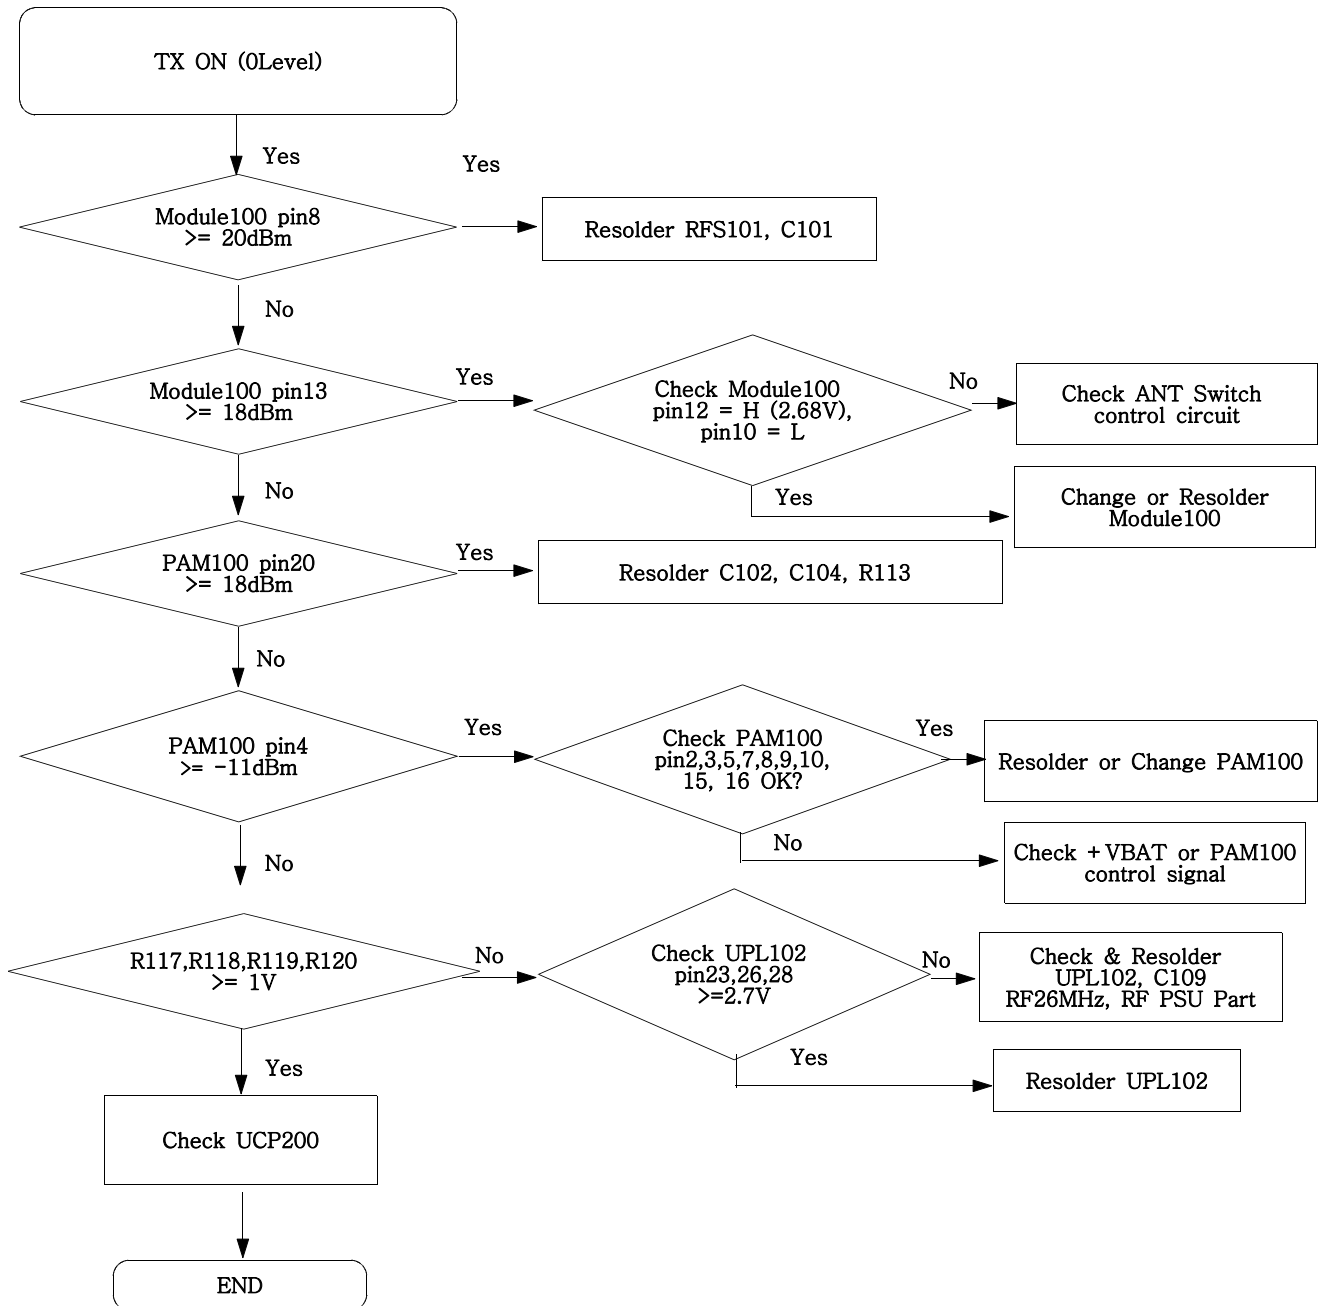 TX ON (0Level)
Yes
Yes
Module100 pin8
>= 20dBm
Resolder RFS101, C101
No
Module100 pin13
>= 18dBm
Yes
Check Module100
pin12 = H (2.68V),
pin10 = L
No
Check ANT Switch
control circuit
Yes
Change or Resolder
Module100
No
PAM100 pin20
>= 18dBm
Yes
Resolder C102, C104, R113
No
PAM100 pin4
>= -11dBm
Yes
Check PAM100
pin2,3,5,7,8,9,10,
15, 16 OK?
Yes
Resolder or Change PAM100
No
Check +VBAT or PAM100
control signal
No
R117,R118,R119,R120
>= 1V
No
Check UPL102
pin23,26,28
>=2.7V
No
Check & Resolder
UPL102, C109
RF26MHz, RF PSU Part
Yes
Resolder UPL102
Yes
Check UCP200
END